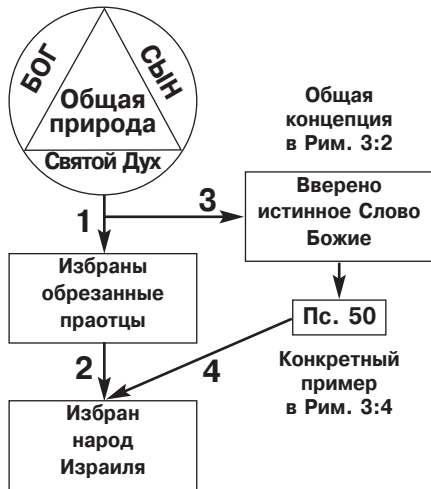 БОГ
СЫН
Общая
природа
Святой Дух
Общая
концепция
в Рим. 3:2
1
3
Вверено
истинное Слово
Божие
Избраны
обрезанные
праотцы
Пс. 50
2
4
Конкретный
пример
в Рим. 3:4
Избран
народ
Израиля